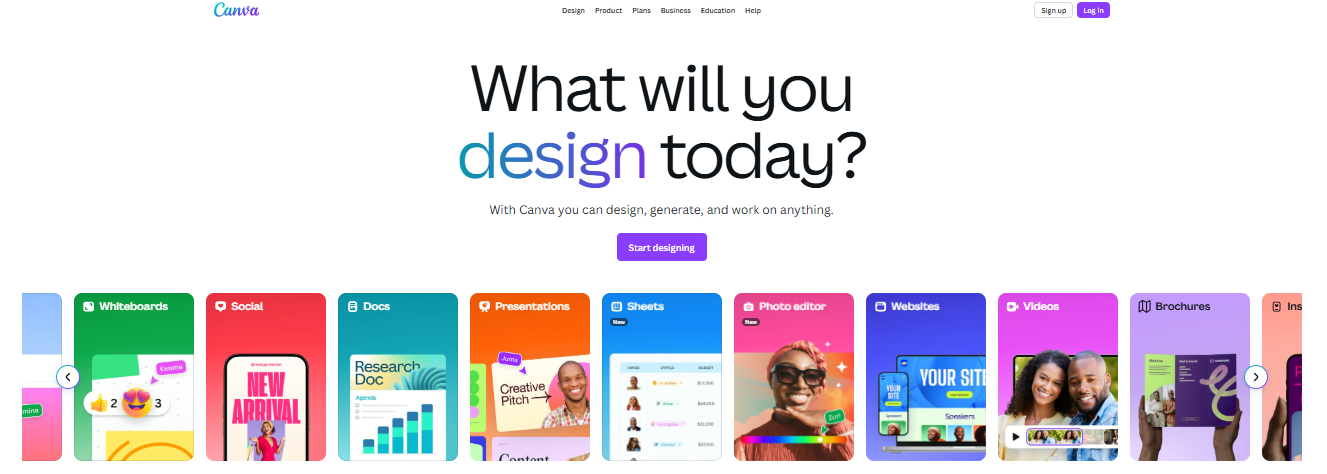 Canva
Design Product Plans Business Education Help
Sign up
Log in
What will you
design today?
With Canva you can design, generate, and work on anything.
Start designing
Whiteboards
Kwame
2
3
Social
NEW
ARRIVAL
Docs
Research
Doc
Agenda
Presentations
Juma
Creative
Pitch
Content
Sheets
New
STATUS
Photo editor
New
Zuri
Websites
YOUR
SITE
YOUR SITE
Speakers
Videos
Brochures
Ins